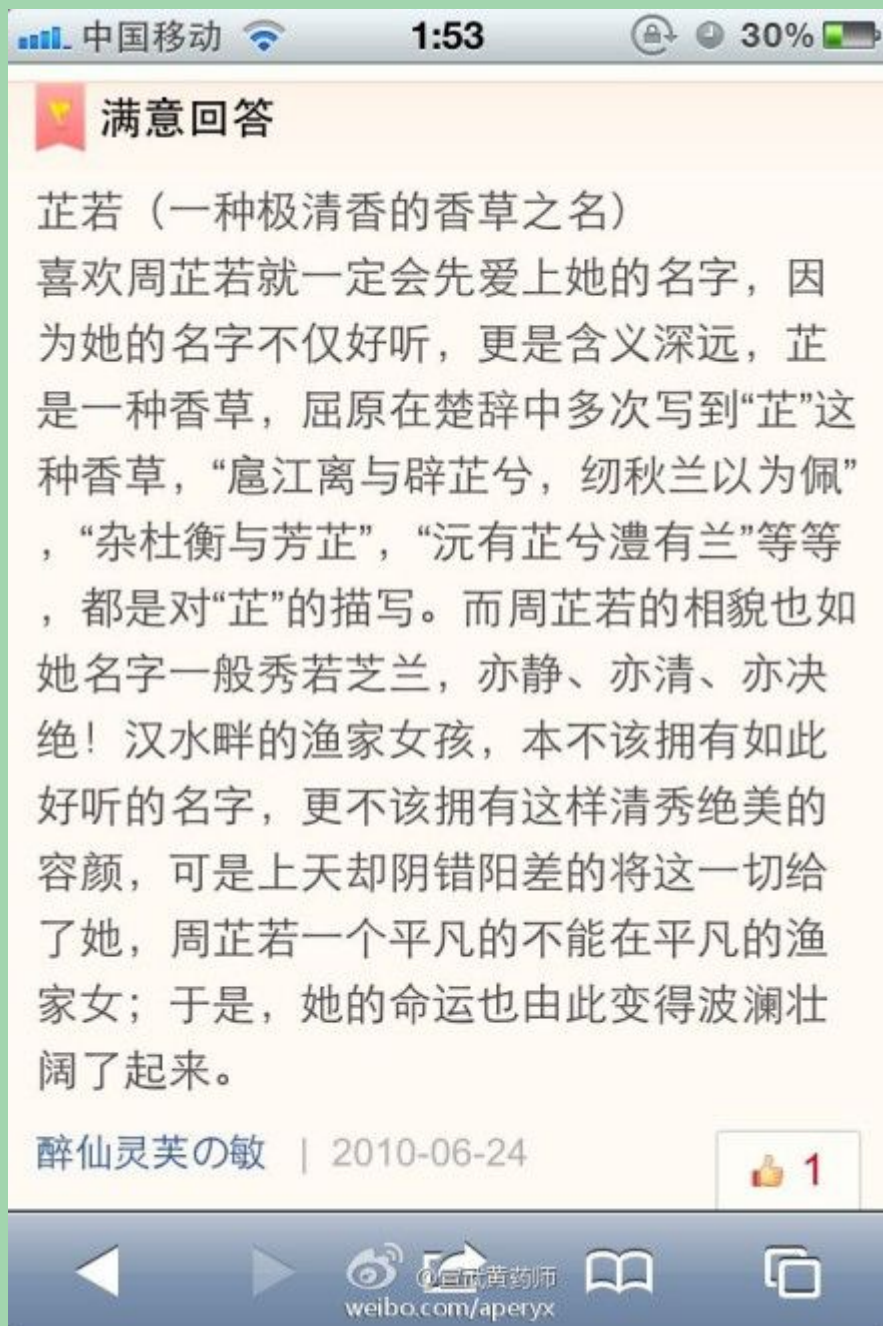 中国移动 1:53 30%
满意回答
芷若（一种极清香的香草之名）
喜欢周芷若就一定会先爱上她的名字，因
为她的名字不仅好听，更是含义深远，芷
是一种香草，屈原在楚辞中多次写到“芷”这
种香草，“扈江离与辟芷兮，纫秋兰以为佩”
，“杂杜衡与芳芷”，“沅有芷兮澧有兰”等等
，都是对“芷”的描写。而周芷若的相貌也如
她名字一般秀若芝兰，亦静、亦清、亦决
绝！汉水畔的渔家女孩，本不该拥有如此
好听的名字，更不该拥有这样清秀绝美的
容颜，可是上天却阴错阳差的将这一切给
了她，周芷若一个平凡的不能在平凡的渔
家女；于是，她的命运也由此变得波澜壮
阔了起来。
醉仙灵芙の敏 | 2010-06-24
1
@宣武黄药师
weibo.com/aperyx